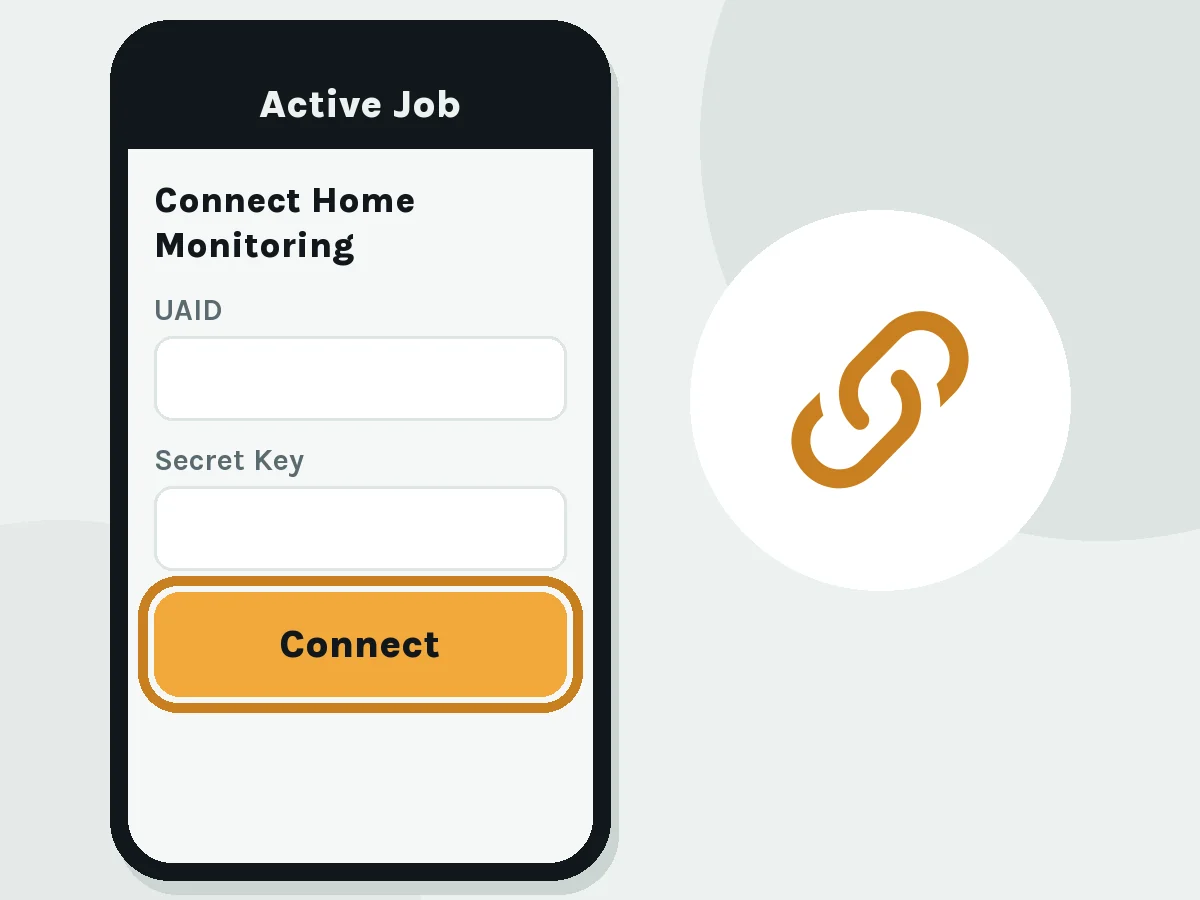 Active Job
Connect Home
Monitoring
UAID
Secret Key
Connect